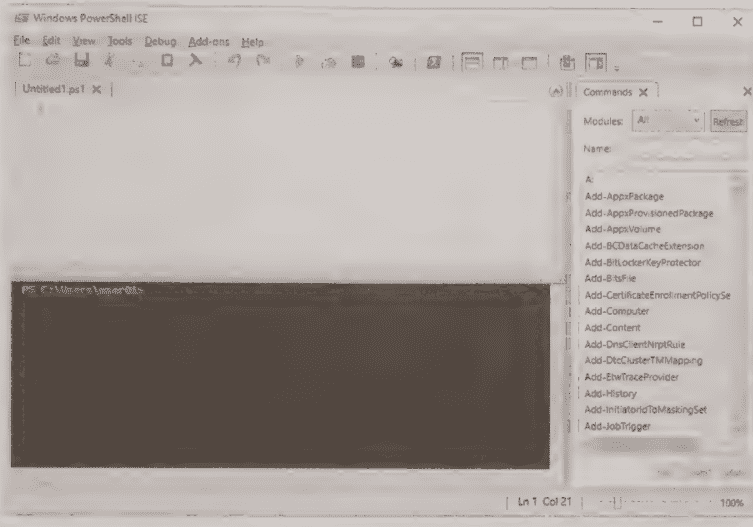 Windows PowerShell ISE
File Edit View Tools Debug Add-ons Help
Untitled1.ps1
Commands
Modules: All Refresh
Name:
A:
Add-AppxPackage
Add-AppxProvisionedPackage
Add-AppxVolume
Add-BCDataCacheExtension
Add-BitLockerKeyProtector
Add-BitsFile
Add-CertificateEnrollmentPolicySe
Add-Computer
Add-Content
Add-DnsClientNrptRule
Add-DtcClusterTMMapping
Add-EtwTraceProvider
Add-History
Add-InitiatorIdToMaskingSet
Add-JobTrigger
PS C:\Users\
Ln 1 Col 21
100%